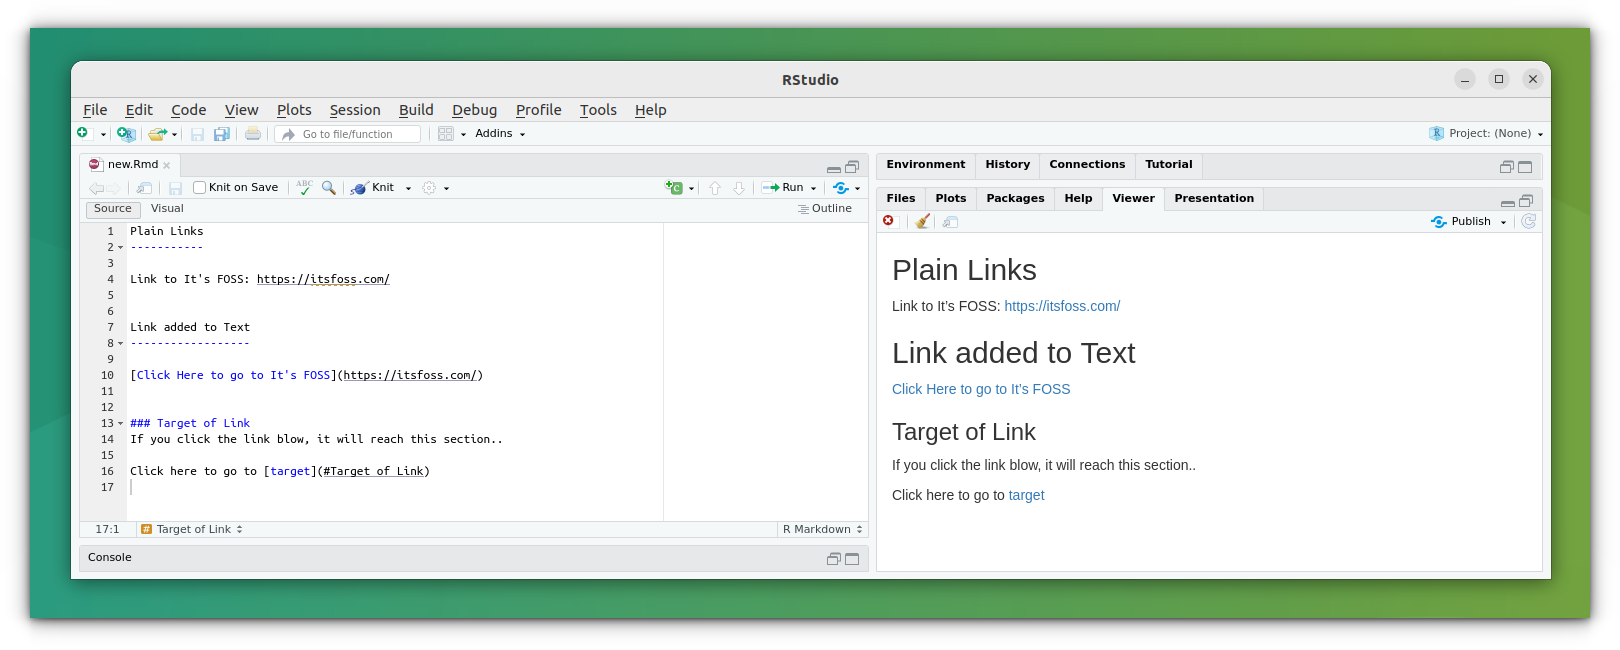 RStudio
File Edit Code View Plots Session Build Debug Profile Tools Help
Go to file/function Addins Project: (None)
new.Rmd
Knit on Save ABC Knit Run
Source Visual Outline
1 Plain Links
2 -----------
3
4 Link to It's FOSS: https://itsfoss.com/
5
6
7 Link added to Text
8 ------------------
9
10 [Click Here to go to It's FOSS](https://itsfoss.com/)
11
12
13 ### Target of Link
14 If you click the link blow, it will reach this section..
15
16 Click here to go to [target](#Target of Link)
17
17:1 # Target of Link R Markdown
Console
Environment History Connections Tutorial
Files Plots Packages Help Viewer Presentation
Publish
Plain Links
Link to It’s FOSS: https://itsfoss.com/
Link added to Text
Click Here to go to It’s FOSS
Target of Link
If you click the link blow, it will reach this section..
Click here to go to target